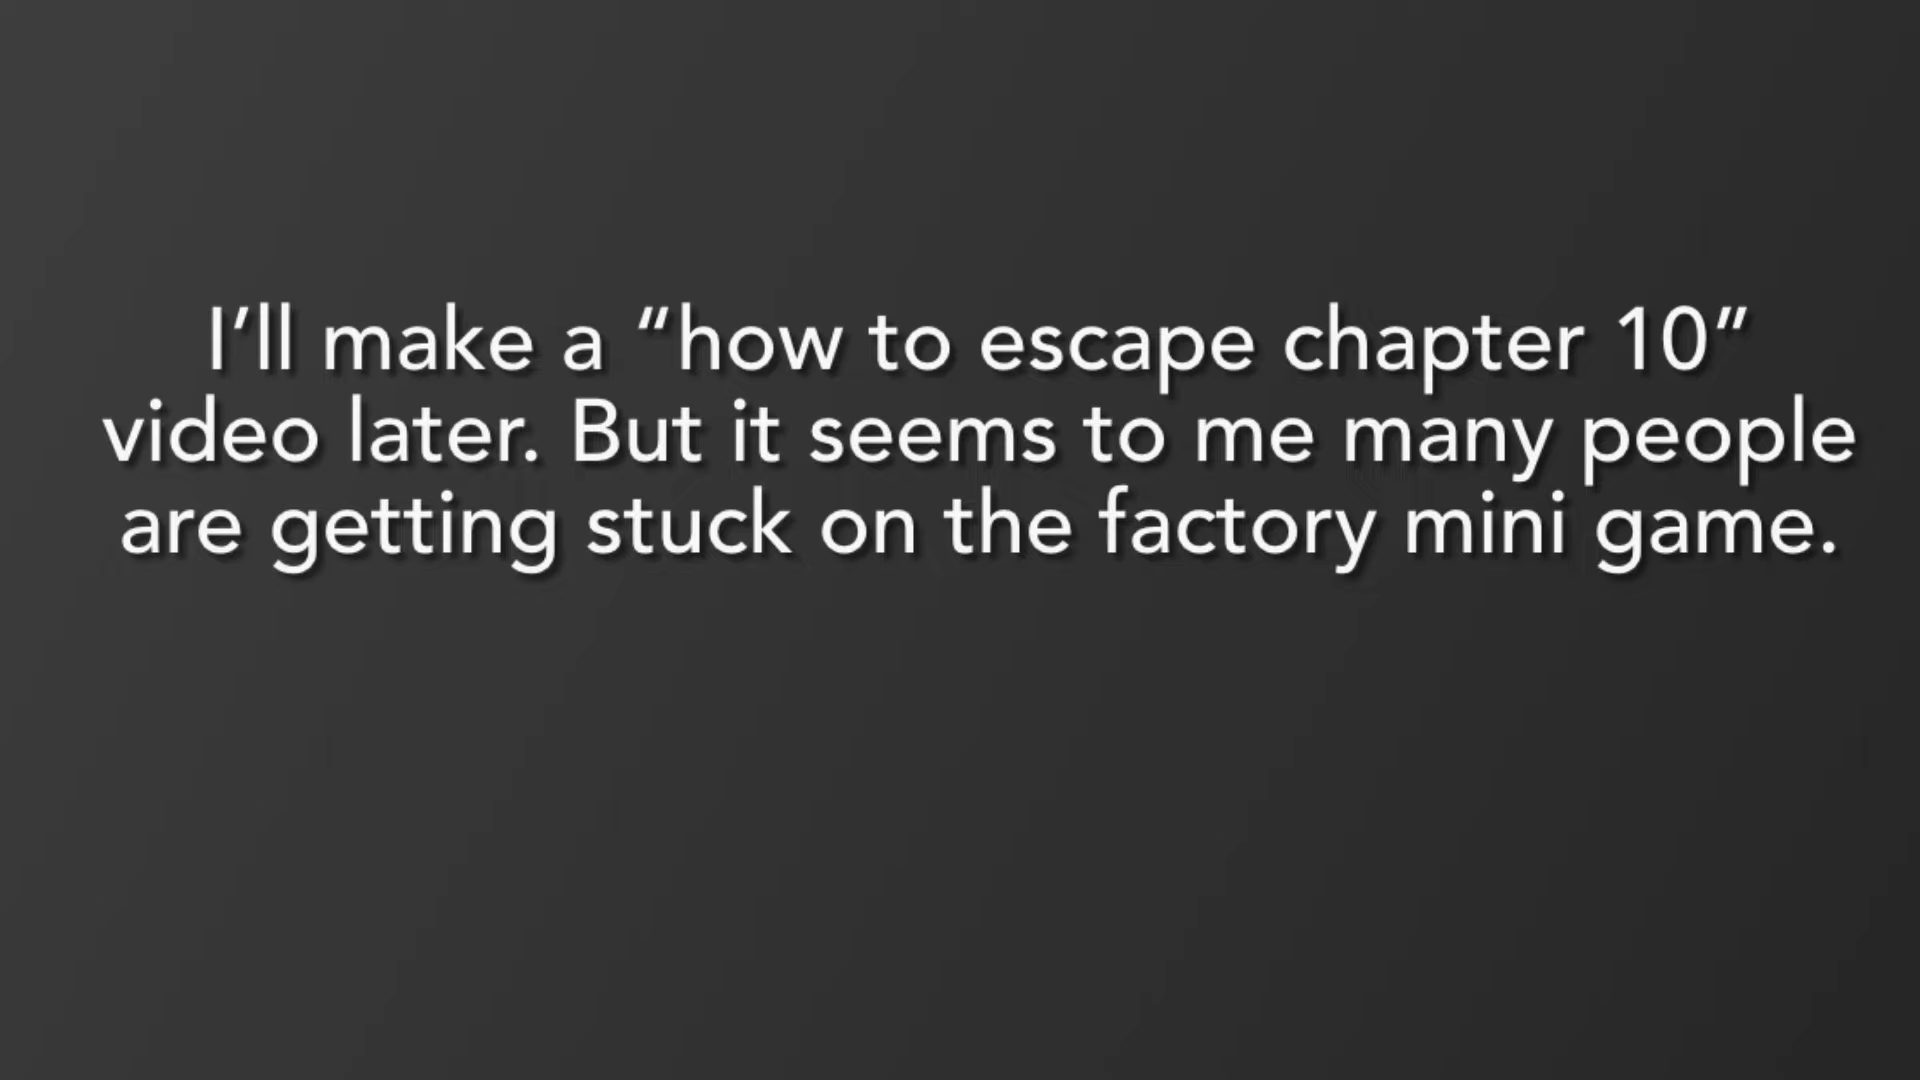 I’ll make a “how to escape chapter 10”
video later. But it seems to me many people
are getting stuck on the factory mini game.